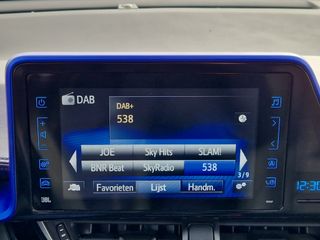 DAB
DAB+
538
JOE Sky Hits SLAM!
BNR Beat SkyRadio 538
3/9
Favorieten Lijst Handm.
JBL
12:30